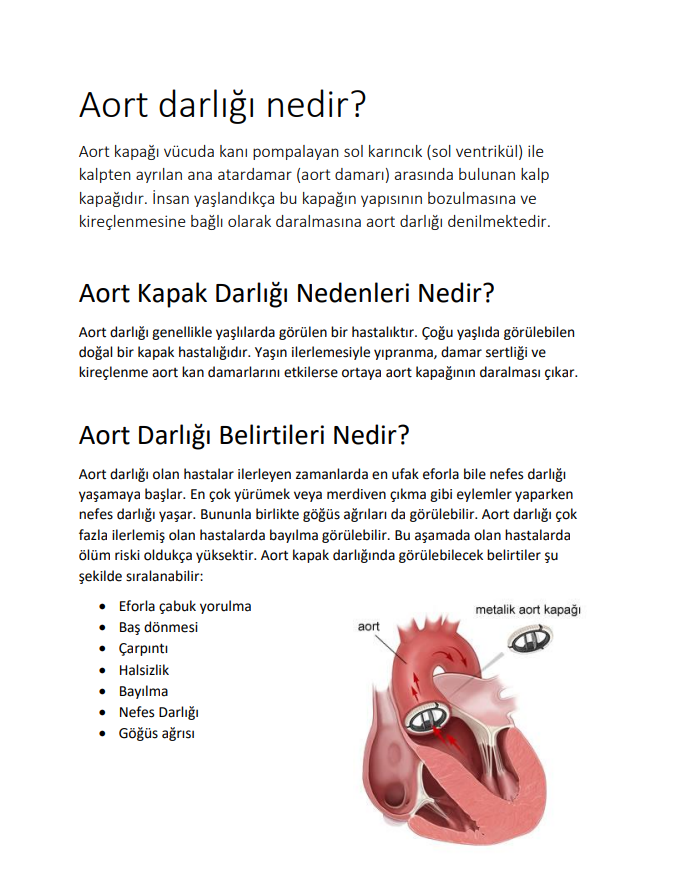 Aort darlığı nedir?
Aort kapağı vücuda kanı pompalayan sol karıncık (sol ventrikül) ile
kalpten ayrılan ana atardamar (aort damarı) arasında bulunan kalp
kapağıdır. İnsan yaşlandıkça bu kapağın yapısının bozulmasına ve
kireçlenmesine bağlı olarak daralmasına aort darlığı denilmektedir.
Aort Kapak Darlığı Nedenleri Nedir?
Aort darlığı genellikle yaşlılarda görülen bir hastalıktır. Çoğu yaşlıda görülebilen
doğal bir kapak hastalığıdır. Yaşın ilerlemesiyle yıpranma, damar sertliği ve
kireçlenme aort kan damarlarını etkilerse ortaya aort kapağının daralması çıkar.
Aort Darlığı Belirtileri Nedir?
Aort darlığı olan hastalar ilerleyen zamanlarda en ufak eforla bile nefes darlığı
yaşamaya başlar. En çok yürümek veya merdiven çıkma gibi eylemler yaparken
nefes darlığı yaşar. Bununla birlikte göğüs ağrıları da görülebilir. Aort darlığı çok
fazla ilerlemiş olan hastalarda bayılma görülebilir. Bu aşamada olan hastalarda
ölüm riski oldukça yüksektir. Aort kapak darlığında görülebilecek belirtiler şu
şekilde sıralanabilir:
• Eforla çabuk yorulma
• Baş dönmesi
• Çarpıntı
• Halsizlik
• Bayılma
• Nefes Darlığı
• Göğüs ağrısı
metalik aort kapağı
aort